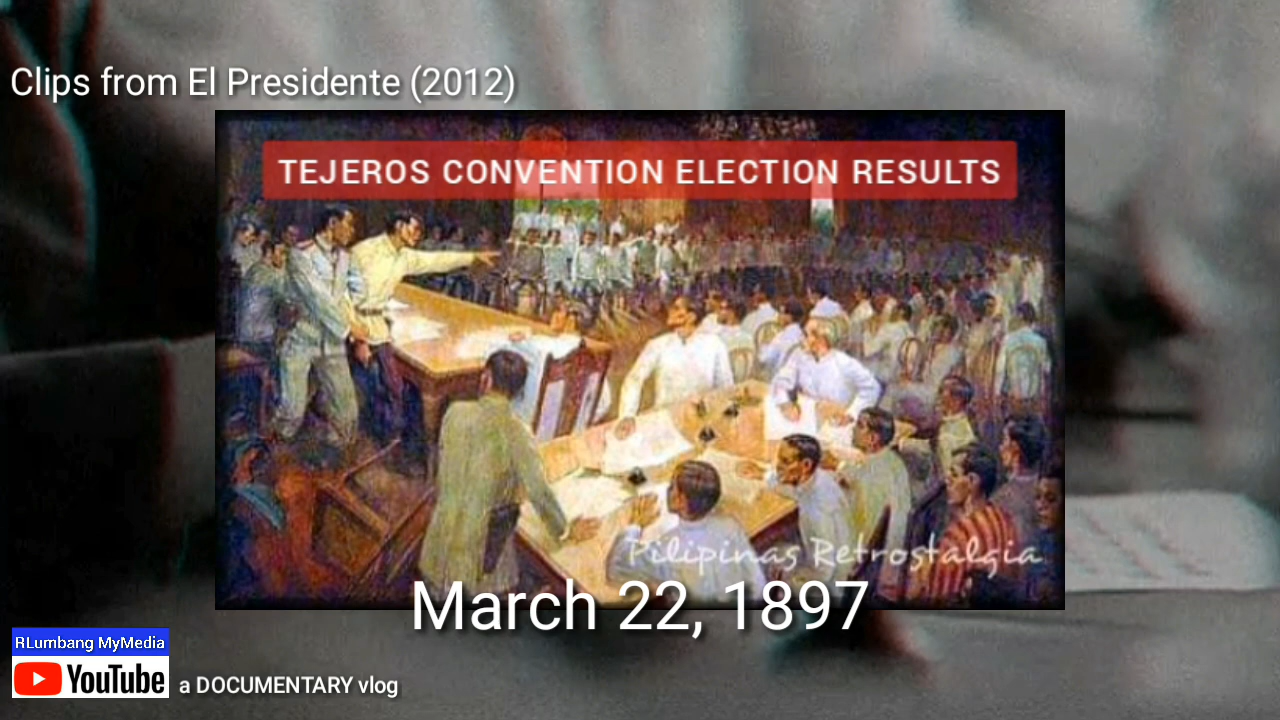 Clips from El Presidente (2012)
TEJEROS CONVENTION ELECTION RESULTS
Pilipinas Retrostalgia
March 22, 1897
RLumbang MyMedia
YouTube
a DOCUMENTARY vlog